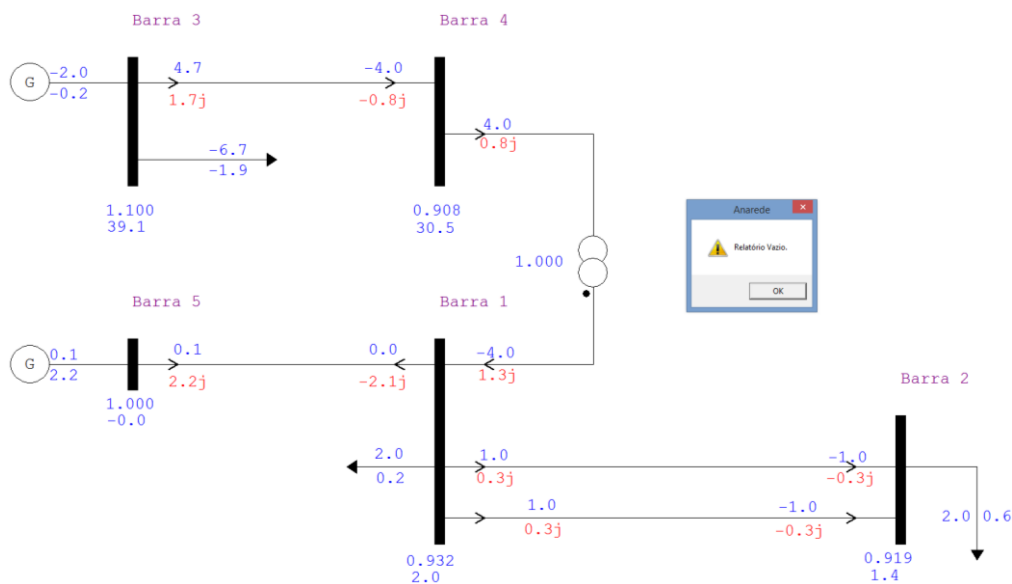 Barra 3
Barra 4
G
-2.0
-0.2
4.7
1.7j
-4.0
-0.8j
4.0
0.8j
-6.7
-1.9
1.100
39.1
0.908
30.5
Anarede
x
Relatório Vazio.
OK
1.000
Barra 5
Barra 1
G
0.1
2.2
0.1
2.2j
0.0
-2.1j
-4.0
1.3j
1.000
-0.0
Barra 2
2.0
0.2
1.0
0.3j
-1.0
-0.3j
1.0
0.3j
-1.0
-0.3j
2.0 0.6
0.932
2.0
0.919
1.4